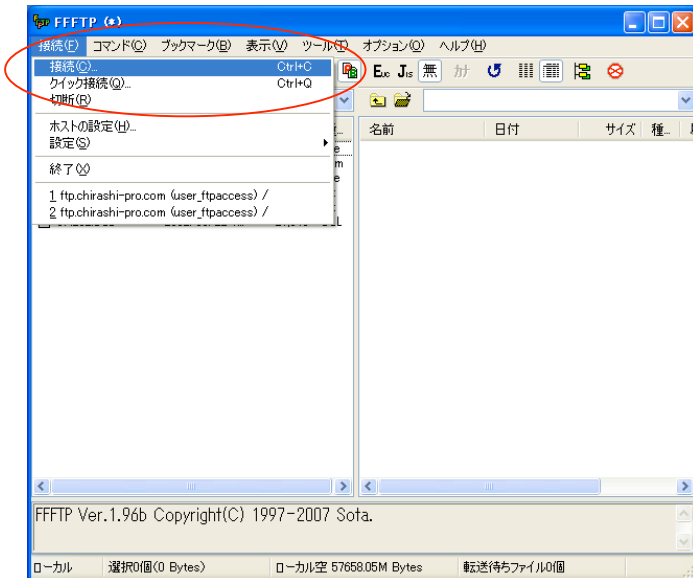 FFFTP (*)
接続(F) コマンド(C) ブックマーク(B) 表示(V) ツール(T) オプション(O) ヘルプ(H)
接続(C)... Ctrl+C
クイック接続(Q)... Ctrl+Q
切断(R)
ホストの設定(H)...
設定(S)
終了(X)
1 ftp.chirashi-pro.com (user_ftpaccess) /
2 ftp.chirashi-pro.com (user_ftpaccess) /
Euc Jis 無 カナ
名前 日付 サイズ 種...
FFFTP Ver.1.96b Copyright(C) 1997-2007 Sota.
ローカル 選択0個(0 Bytes) ローカル空 57658.05M Bytes 転送待ちファイル0個